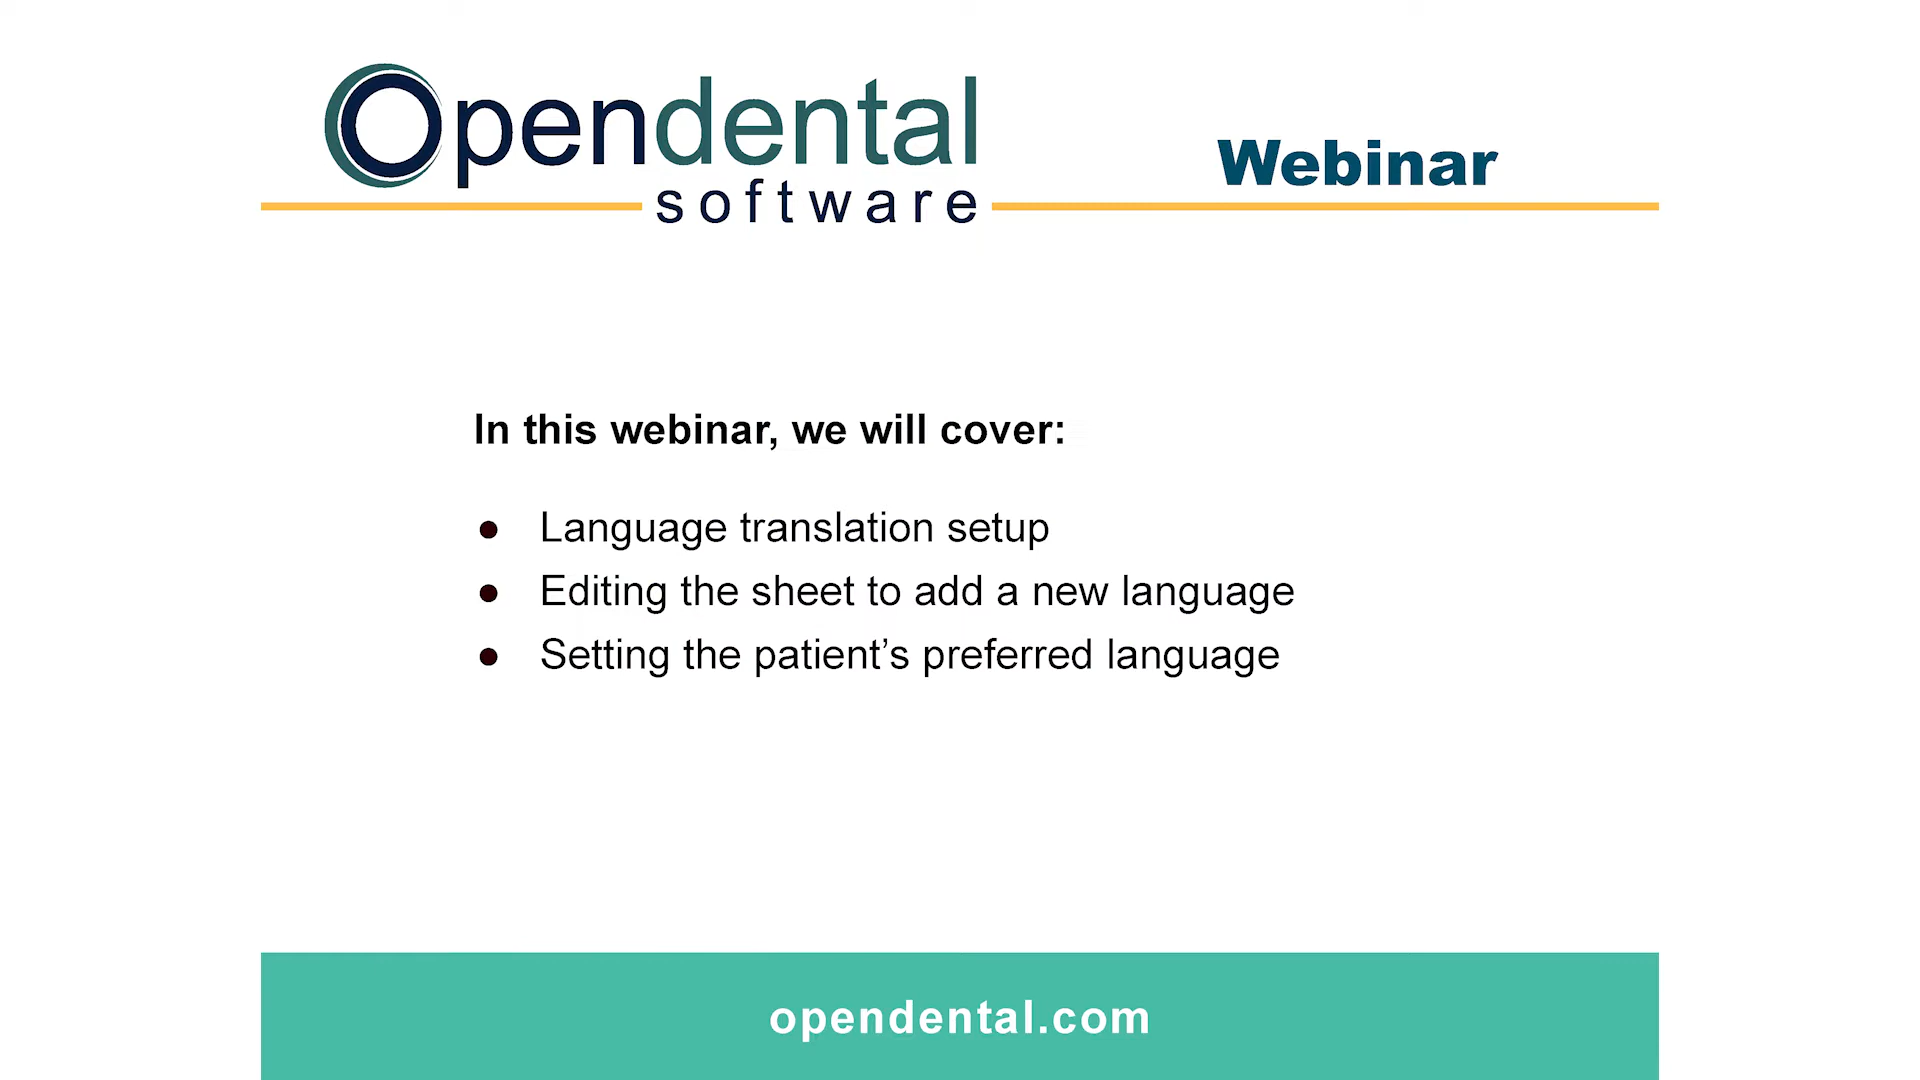 Opendental
software
Webinar
In this webinar, we will cover:
● Language translation setup
● Editing the sheet to add a new language
● Setting the patient’s preferred language
opendental.com